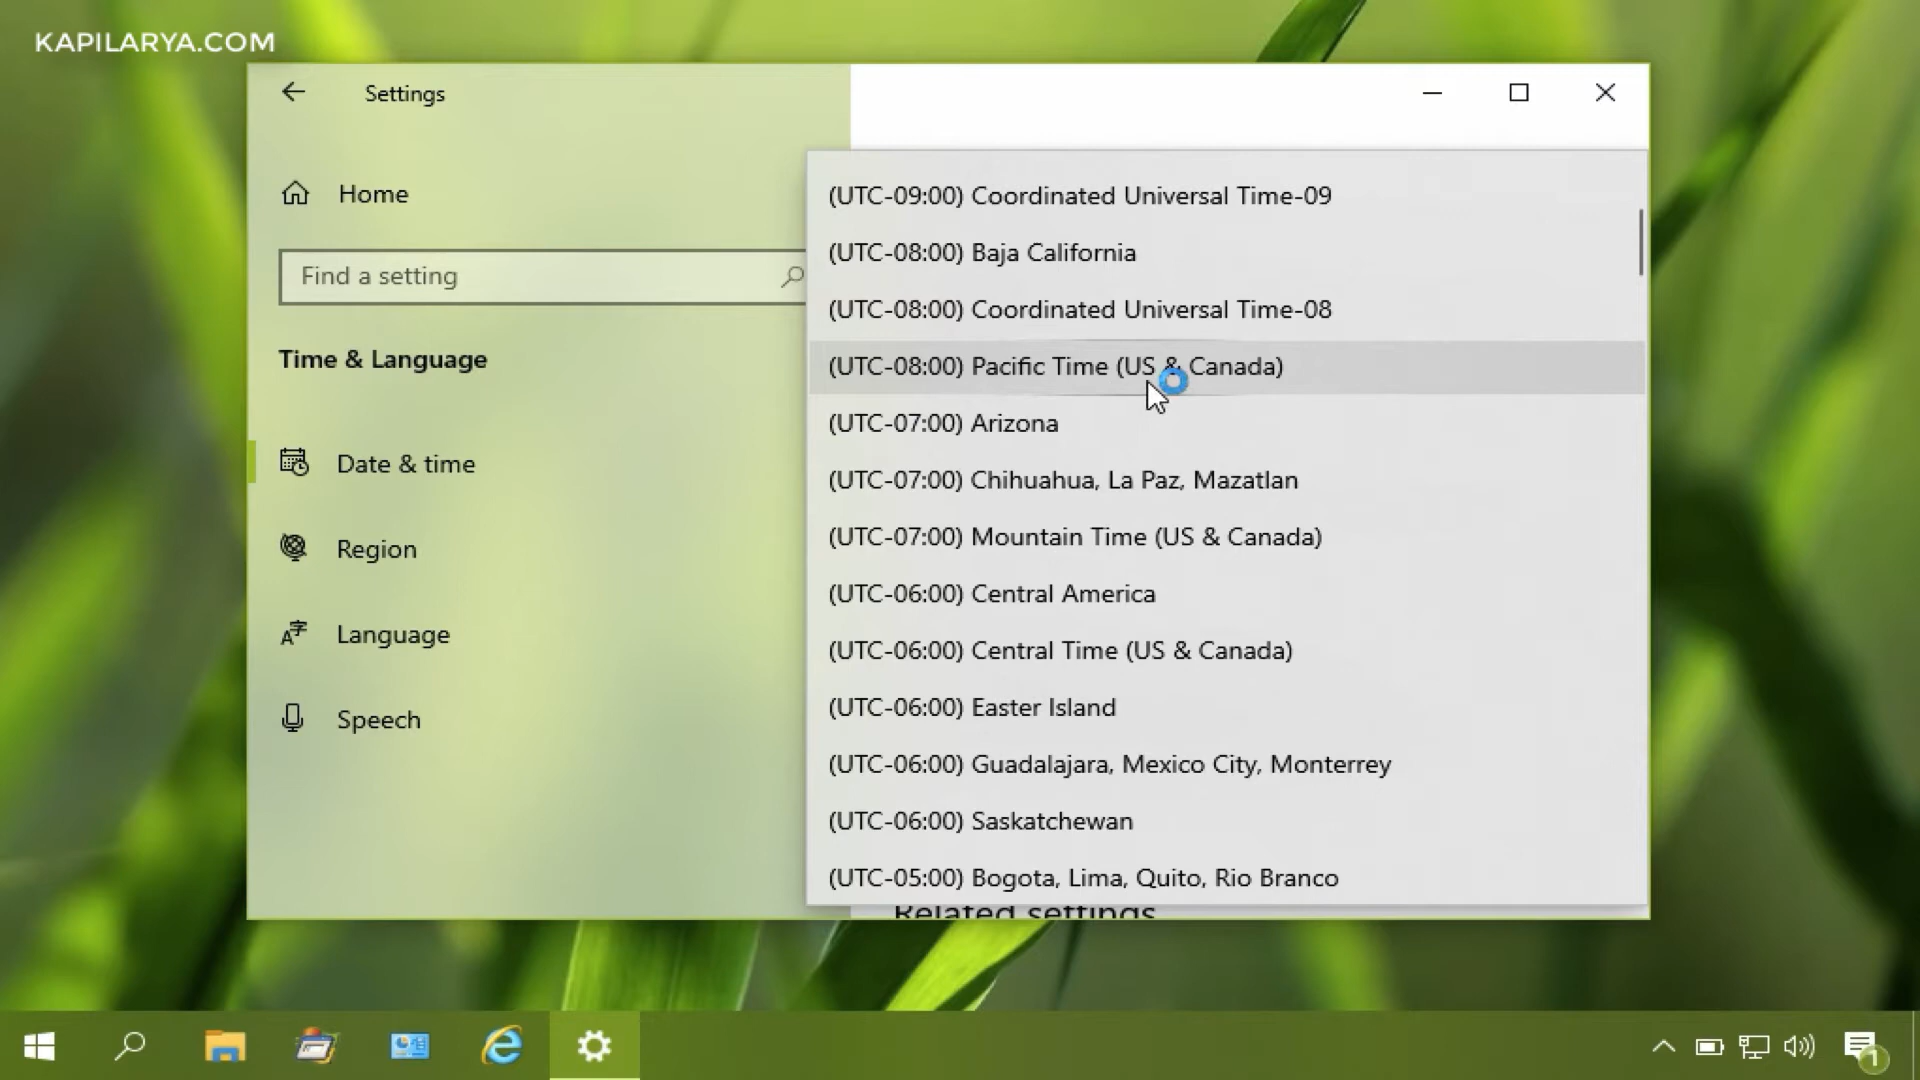 KAPILARYA.COM
Settings
Home
Find a setting
Time & Language
Date & time
Region
Language
Speech
(UTC-09:00) Coordinated Universal Time-09
(UTC-08:00) Baja California
(UTC-08:00) Coordinated Universal Time-08
(UTC-08:00) Pacific Time (US & Canada)
(UTC-07:00) Arizona
(UTC-07:00) Chihuahua, La Paz, Mazatlan
(UTC-07:00) Mountain Time (US & Canada)
(UTC-06:00) Central America
(UTC-06:00) Central Time (US & Canada)
(UTC-06:00) Easter Island
(UTC-06:00) Guadalajara, Mexico City, Monterrey
(UTC-06:00) Saskatchewan
(UTC-05:00) Bogota, Lima, Quito, Rio Branco
Related settings
1